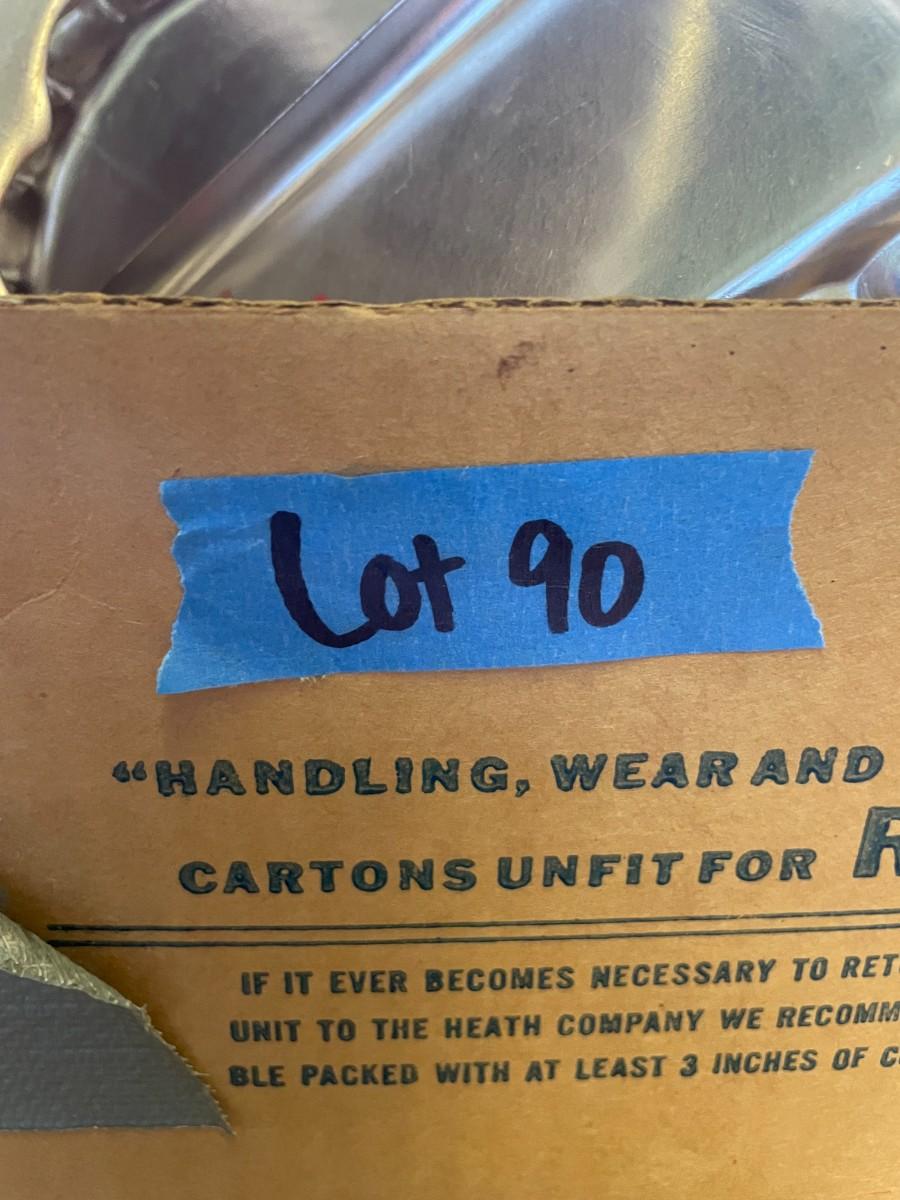 Lot 90
“HANDLING, WEAR AND
CARTONS UNFIT FOR
IF IT EVER BECOMES NECESSARY TO
UNIT TO THE HEATH COMPANY WE
BLE PACKED WITH AT LEAST 3 INCHES OF